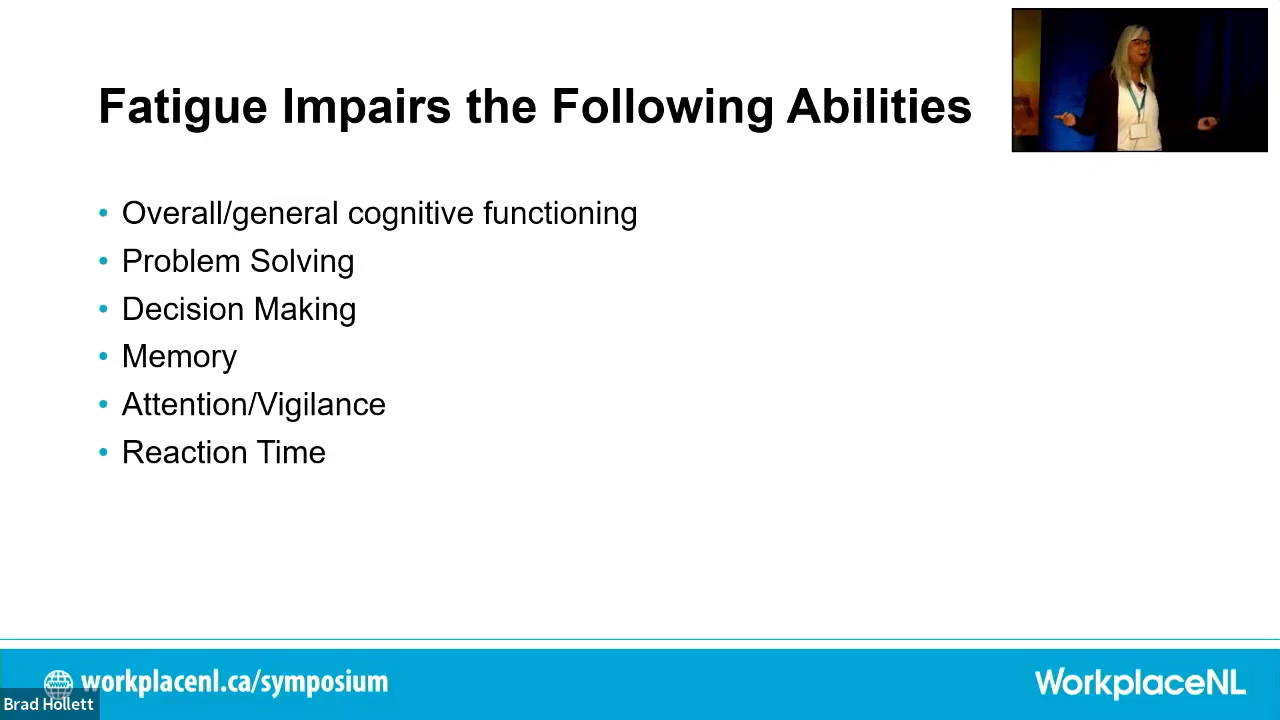 Fatigue Impairs the Following Abilities
• Overall/general cognitive functioning
• Problem Solving
• Decision Making
• Memory
• Attention/Vigilance
• Reaction Time
www
workplacenl.ca/symposium
WorkplaceNL
Brad Hollett